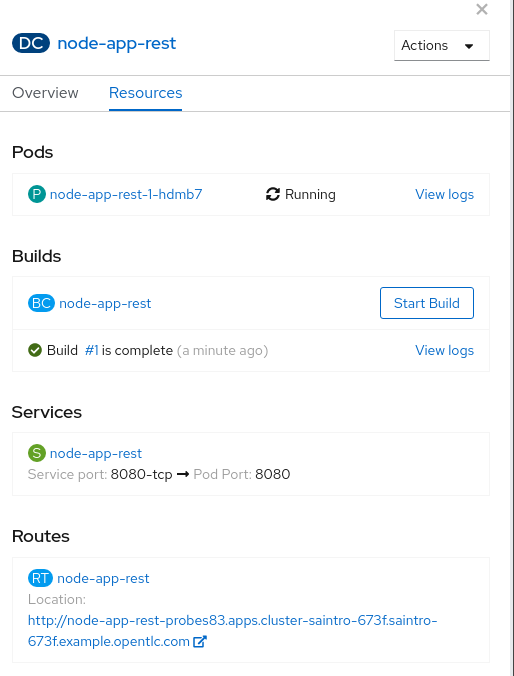 DC node-app-rest
Actions
Overview Resources
Pods
P node-app-rest-1-hdmb7 Running View logs
Builds
BC node-app-rest Start Build
Build #1 is complete (a minute ago) View logs
Services
S node-app-rest
Service port: 8080-tcp → Pod Port: 8080
Routes
RT node-app-rest
Location:
http://node-app-rest-probes83.apps.cluster-saintro-673f.saintro-
673f.example.opentlc.com